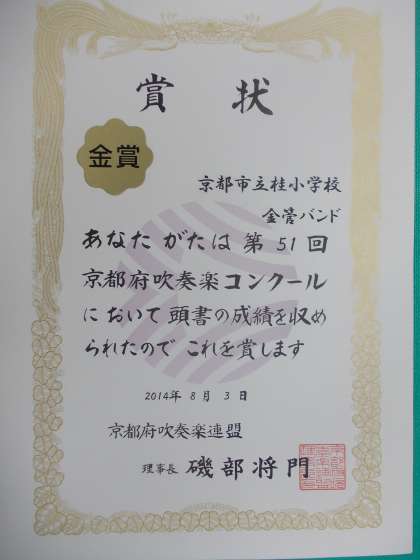 賞状
金賞
京都市立桂小学校
金管バンド
あなたがたは第51回
京都府吹奏楽コンクール
において頭書の成績を収め
られたのでこれを賞します
2014年8月3日
京都府吹奏楽連盟
理事長 磯部将門